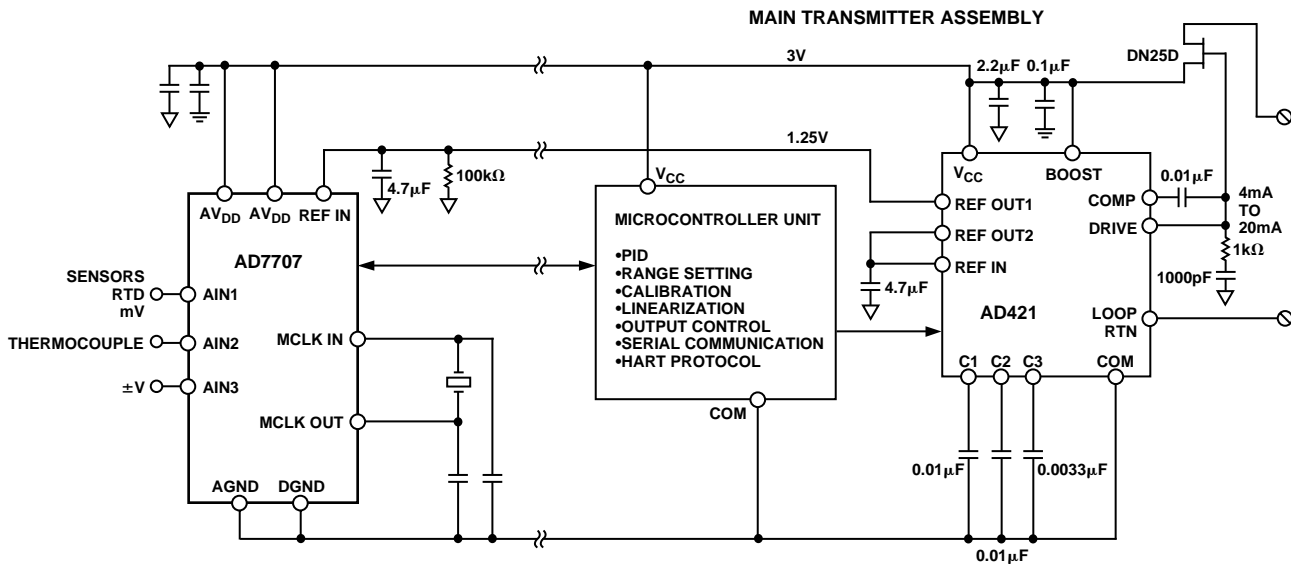 MAIN TRANSMITTER ASSEMBLY
DN25D
3V
2.2µF 0.1µF
1.25V
4.7µF
100kΩ
AVDD AVDD REF IN
AD7707
SENSORS
RTD
mV
AIN1
THERMOCOUPLE
AIN2
±V
AIN3
MCLK IN
MCLK OUT
AGND DGND
VCC
MICROCONTROLLER UNIT
•PID
•RANGE SETTING
•CALIBRATION
•LINEARIZATION
•OUTPUT CONTROL
•SERIAL COMMUNICATION
•HART PROTOCOL
COM
VCC
BOOST
REF OUT1
REF OUT2
REF IN
4.7µF
AD421
COMP
DRIVE
0.01µF
4mA
TO
20mA
1kΩ
1000pF
LOOP
RTN
C1 C2 C3 COM
0.01µF
0.0033µF
0.01µF